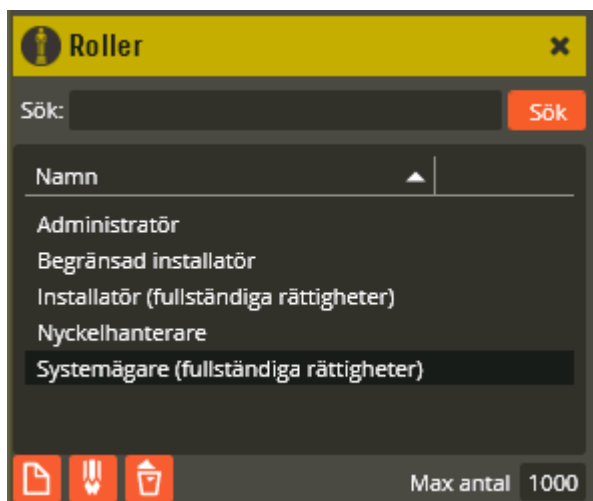 Roller
Sök:
Sök
Namn
Administratör
Begränsad installatör
Installatör (fullständiga rättigheter)
Nyckelhanterare
Systemägare (fullständiga rättigheter)
Max antal 1000